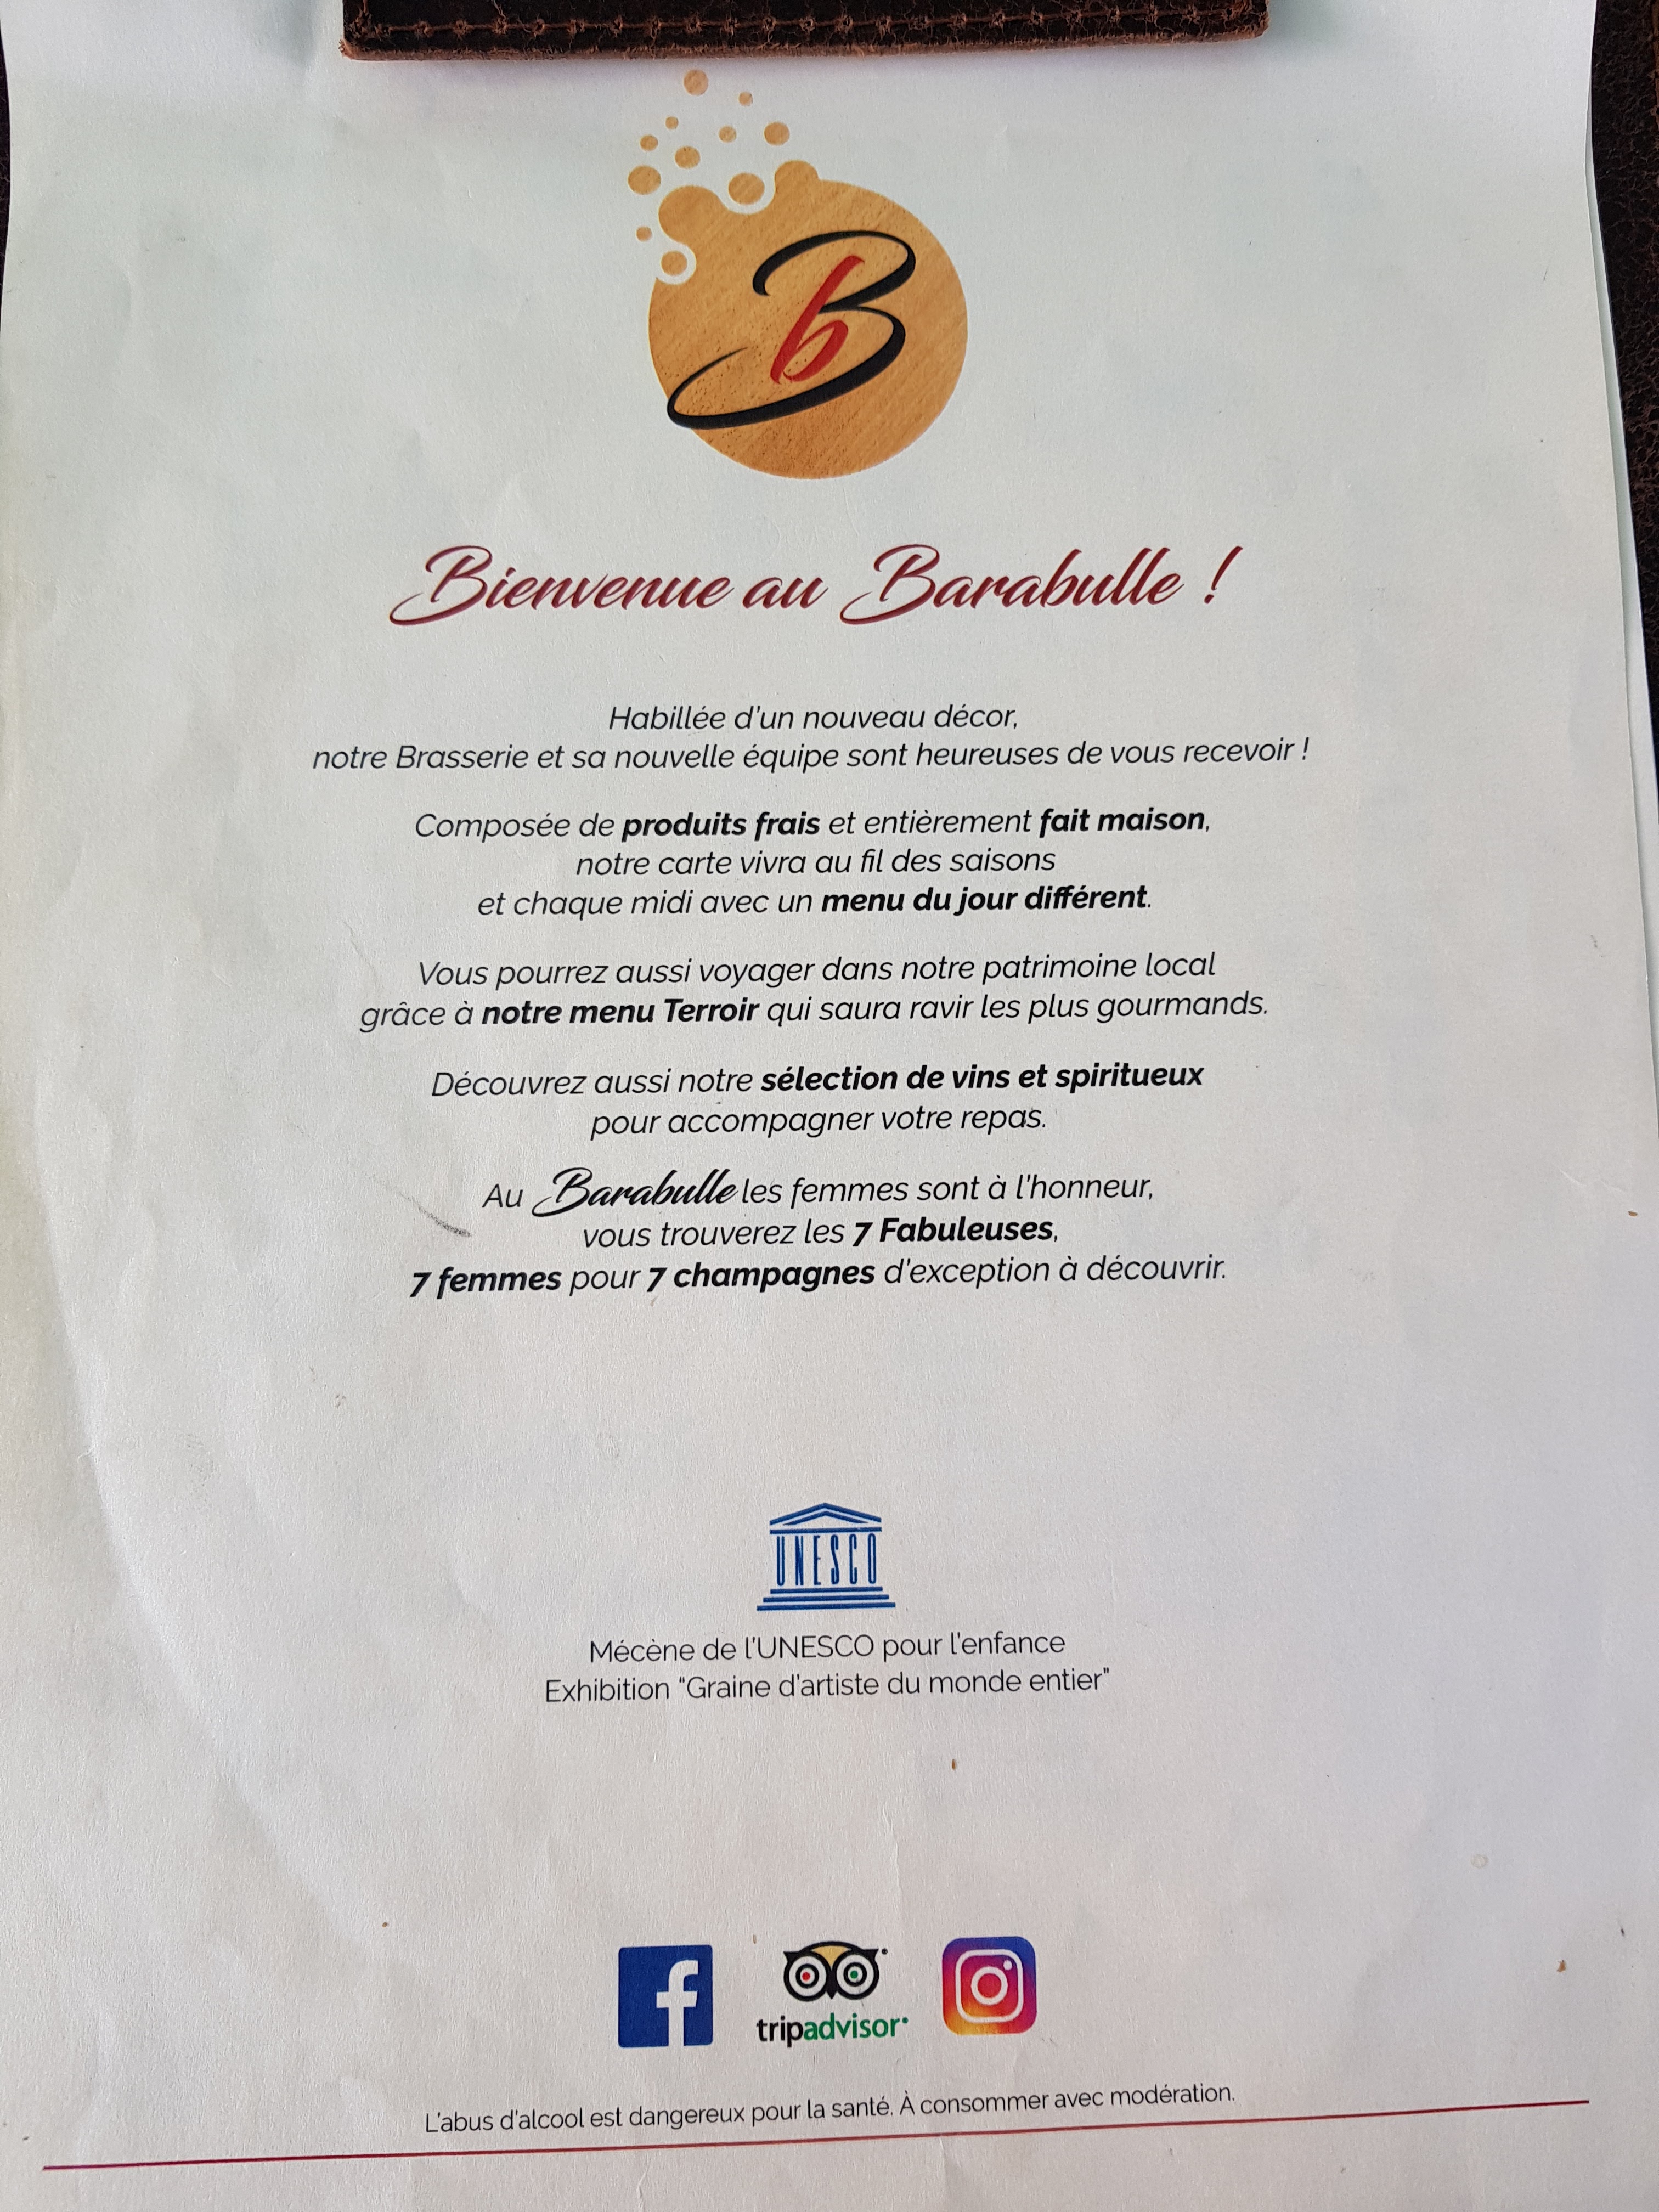 Bb
Bienvenue au Barabulle !
Habillée d'un nouveau décor,
notre Brasserie et sa nouvelle équipe sont heureuses de vous recevoir !
Composée de produits frais et entièrement fait maison,
notre carte vivra au fil des saisons
et chaque midi avec un menu du jour différent.
Vous pourrez aussi voyager dans notre patrimoine local
grâce à notre menu Terroir qui saura ravir les plus gourmands.
Découvrez aussi notre sélection de vins et spiritueux
pour accompagner votre repas.
Au Barabulle les femmes sont à l'honneur,
vous trouverez les 7 Fabuleuses,
7 femmes pour 7 champagnes d'exception à découvrir.
UNESCO
Mécène de l'UNESCO pour l'enfance
Exhibition "Graine d'artiste du monde entier"
f
tripadvisor
L'abus d'alcool est dangereux pour la santé. À consommer avec modération.